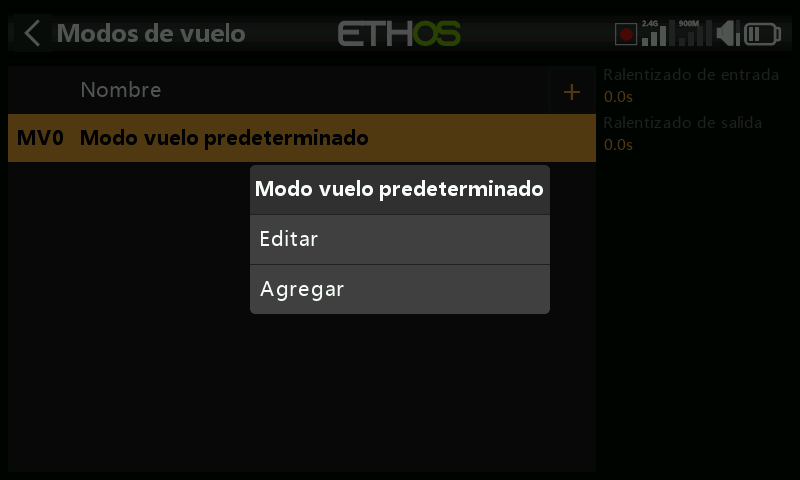 Modos de vuelo
ETHOS
2.4G
900M
Nombre
+
Ralentizado de entrada
0.0s
MV0 Modo vuelo predeterminado
Ralentizado de salida
0.0s
Modo vuelo predeterminado
Editar
Agregar